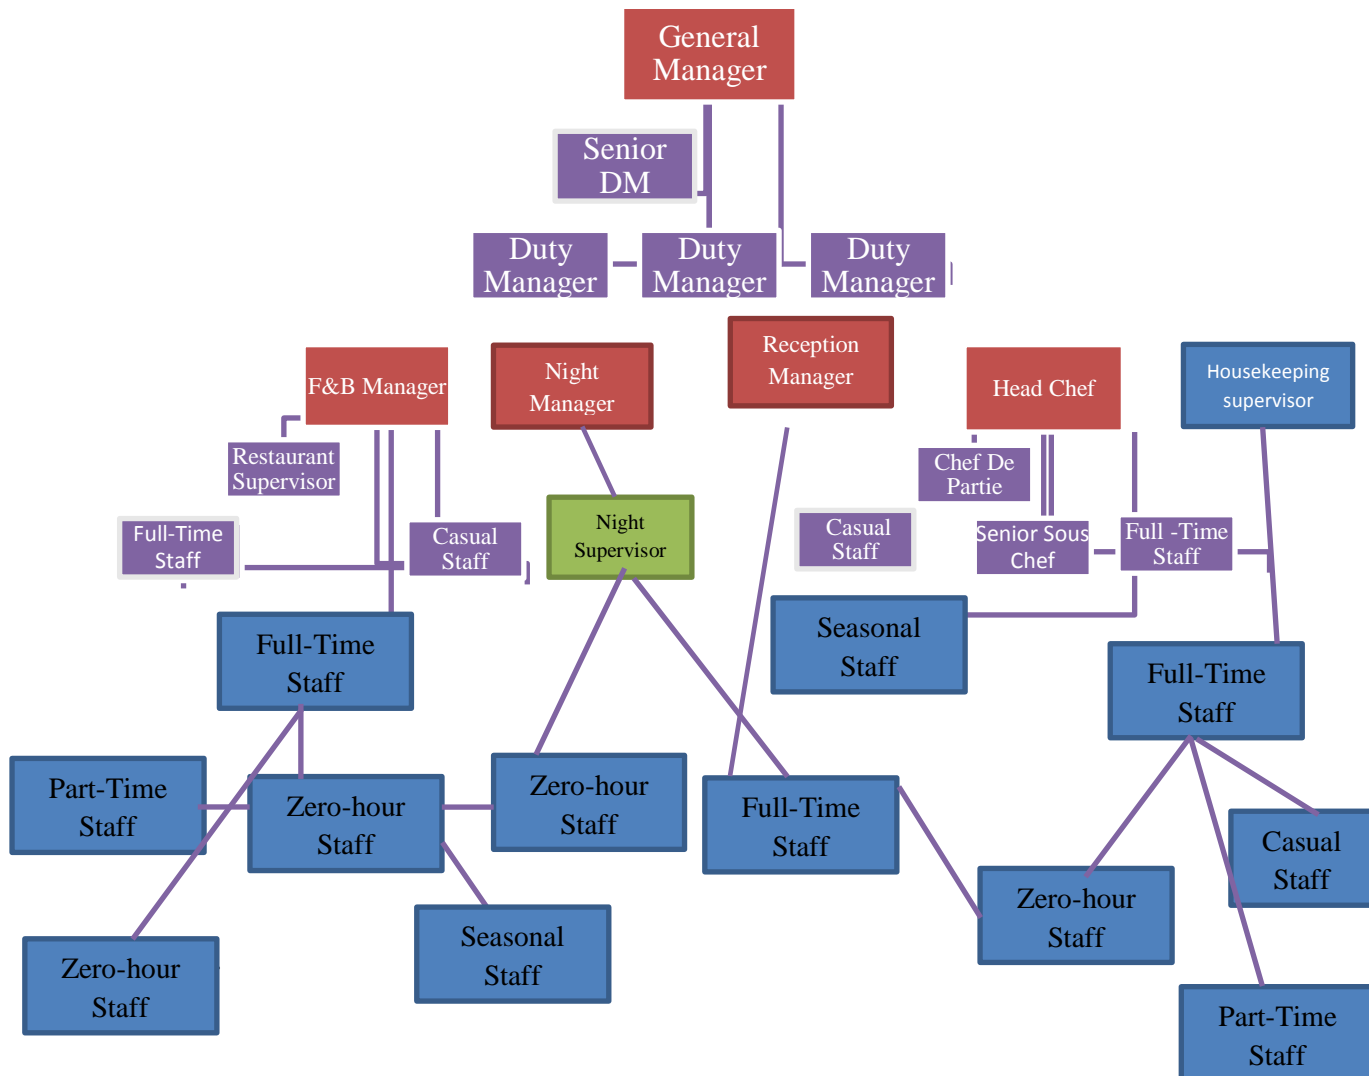 General
Manager
Senior
DM
Duty
Manager
Duty
Manager
Duty
Manager
F&B Manager
Night
Manager
Reception
Manager
Head Chef
Housekeeping
supervisor
Restaurant
Supervisor
Chef De
Partie
Full-Time
Staff
Casual
Staff
Night
Supervisor
Casual
Staff
Senior Sous
Chef
Full -Time
Staff
Full-Time
Staff
Seasonal
Staff
Full-Time
Staff
Part-Time
Staff
Zero-hour
Staff
Zero-hour
Staff
Full-Time
Staff
Casual
Staff
Zero-hour
Staff
Seasonal
Staff
Zero-hour
Staff
Part-Time
Staff